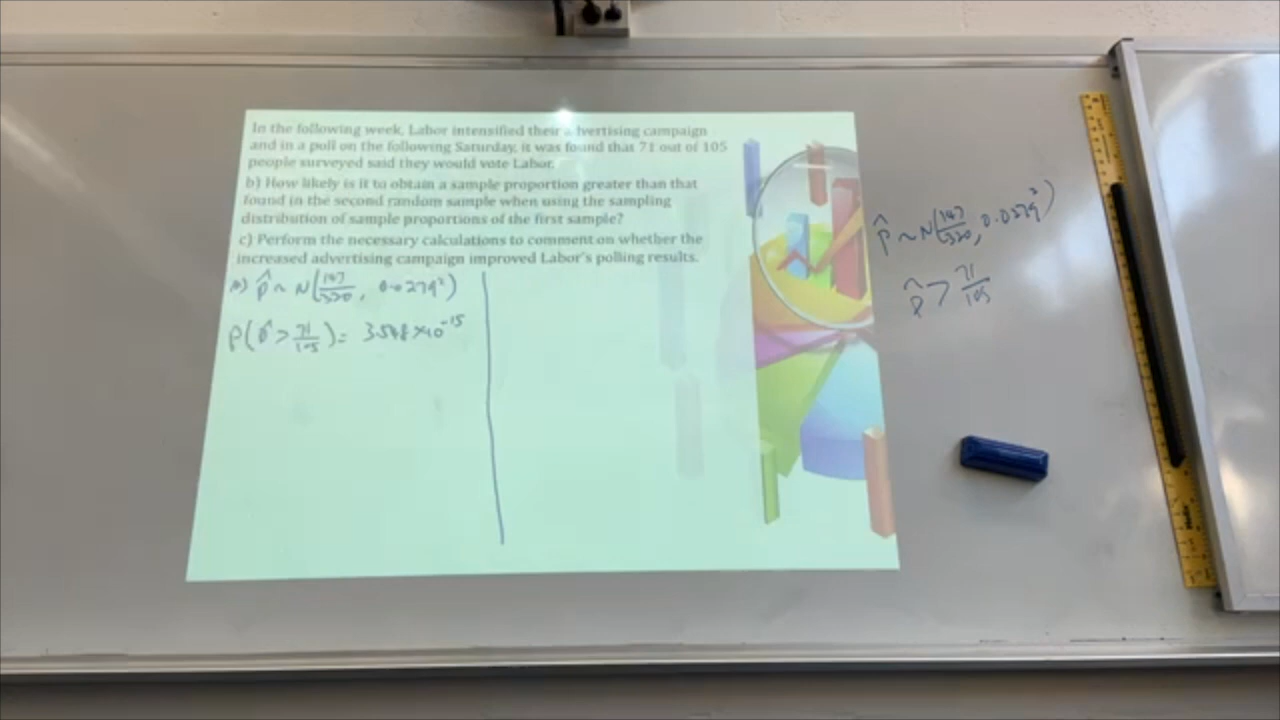 In the following week, Labor intensified their advertising campaign
and in a poll on the following Saturday, it was found that 71 out of 105
people surveyed said they would vote Labor.
b) How likely is it to obtain a sample proportion greater than that
found in the second random sample when using the sampling
distribution of sample proportions of the first sample?
c) Perform the necessary calculations to comment on whether the
increased advertising campaign improved Labor's polling results.
p̂ ~ N(147/320, 0.0279²)
P(p̂ > 71/105) = 3.548 × 10⁻¹⁵
p̂ ~ N(147/320, 0.0279²)
p̂ > 71/105